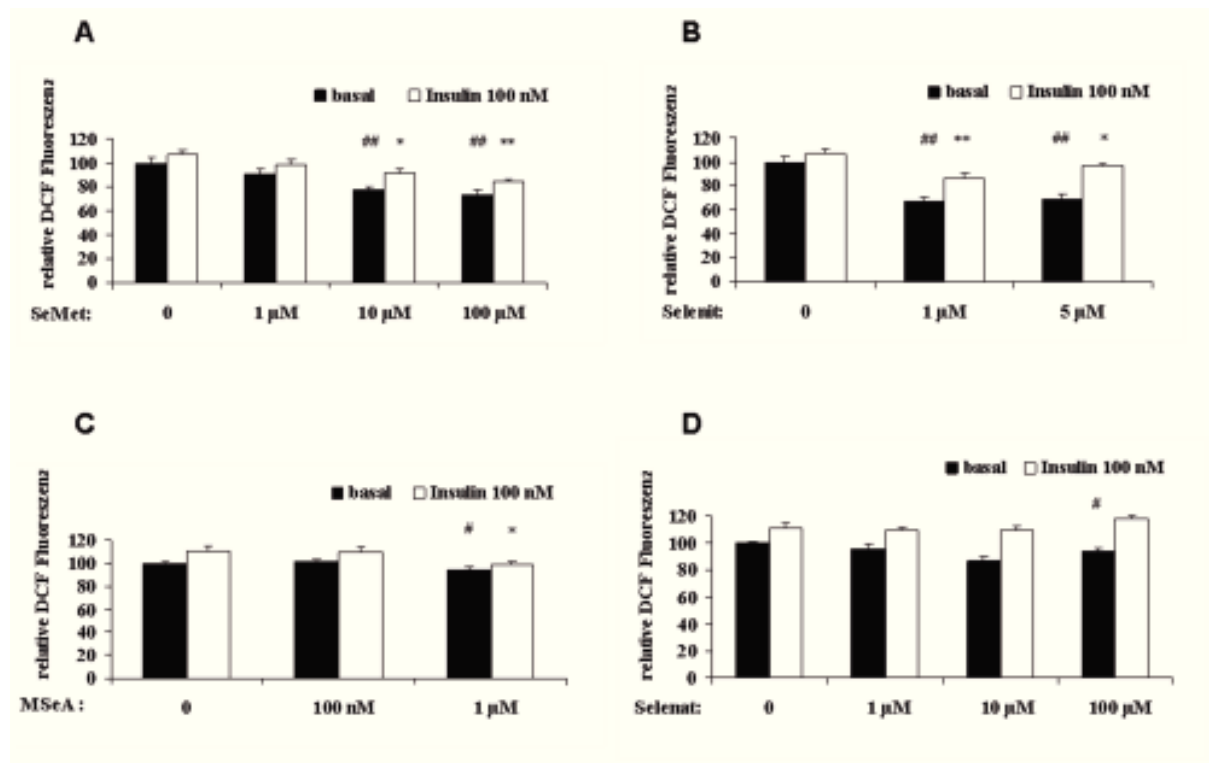 A
relative DCF Fluoreszenz
basal Insulin 100 nM
## * ## **
120
100
80
60
40
20
0
SeMet: 0 1 µM 10 µM 100 µM
B
relative DCF Fluoreszenz
basal Insulin 100 nM
## ** ## *
120
100
80
60
40
20
0
Selenit: 0 1 µM 5 µM
C
relative DCF Fluoreszenz
basal Insulin 100 nM
# *
120
100
80
60
40
20
0
MSeA : 0 100 nM 1 µM
D
relative DCF Fluoreszenz
basal Insulin 100 nM
#
120
100
80
60
40
20
0
Selenat: 0 1 µM 10 µM 100 µM